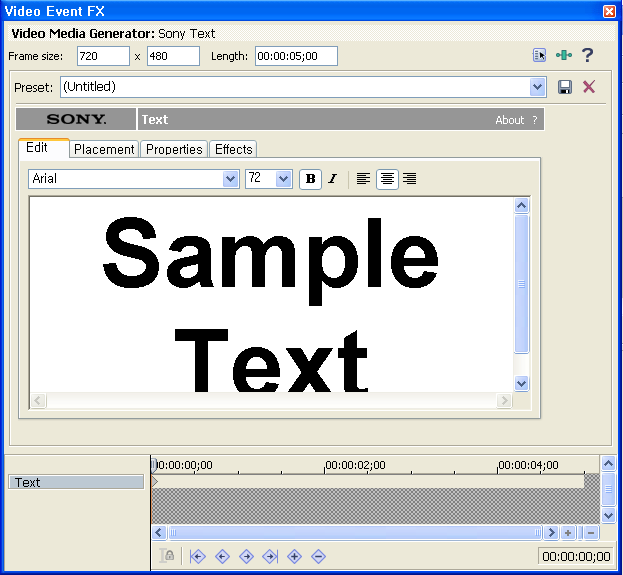 Video Event FX
Video Media Generator: Sony Text
Frame size: 720 x 480 Length: 00:00:05;00
?
Preset: (Untitled)
SONY. Text About ?
Edit Placement Properties Effects
Arial 72 B I
Sample
Text
00:00:00;00 00:00:02;00 00:00:04;00
Text
00:00:00;00